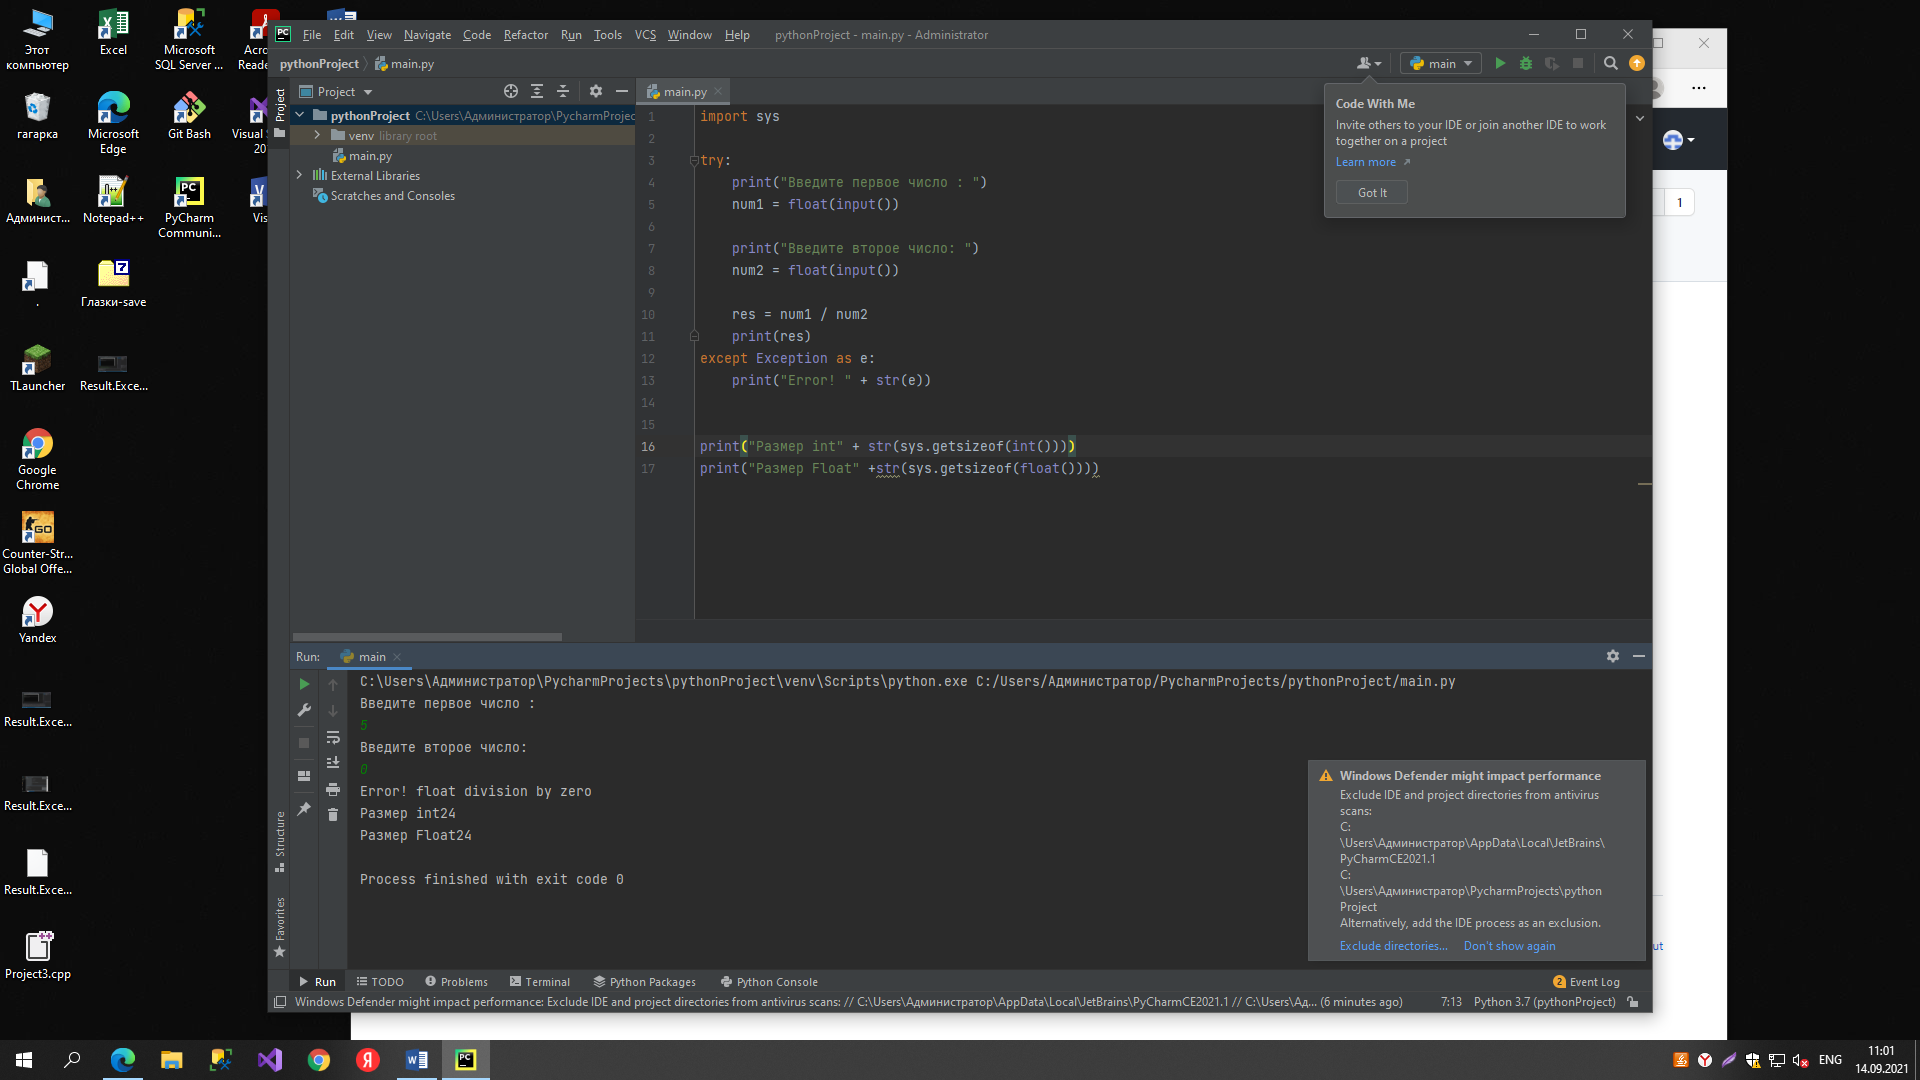 Этот
компьютер
Excel
Microsoft
SQL Server ...
Acro
Reade
гагарка
Microsoft
Edge
Git Bash
Visual S
20
Админист...
Notepad++
PyCharm
Communi...
Vis
.
Глазки-save
TLauncher
Result.Exce...
Google
Chrome
Counter-Str...
Global Offe...
Yandex
Result.Exce...
Result.Exce...
Result.Exce...
Project3.cpp
File Edit View Navigate Code Refactor Run Tools VCS Window Help pythonProject - main.py - Administrator
pythonProject main.py
main
Project
Project
main.py
pythonProject C:\Users\Администратор\PycharmProjec
venv library root
main.py
External Libraries
Scratches and Consoles
1 import sys
2
3 try:
4 print("Введите первое число : ")
5 num1 = float(input())
6
7 print("Введите второе число: ")
8 num2 = float(input())
9
10 res = num1 / num2
11 print(res)
12 except Exception as e:
13 print("Error! " + str(e))
14
15
16 print("Размер int" + str(sys.getsizeof(int())))
17 print("Размер Float" +str(sys.getsizeof(float())))
Code With Me
Invite others to your IDE or join another IDE to work
together on a project
Learn more
Got It
1
Run: main
C:\Users\Администратор\PycharmProjects\pythonProject\venv\Scripts\python.exe C:/Users/Администратор/PycharmProjects/pythonProject/main.py
Введите первое число :
5
Введите второе число:
0
Error! float division by zero
Размер int24
Размер Float24
Process finished with exit code 0
Structure
Favorites
Windows Defender might impact performance
Exclude IDE and project directories from antivirus
scans:
C:
\Users\Администратор\AppData\Local\JetBrains\
PyCharmCE2021.1
C:
\Users\Администратор\PycharmProjects\python
Project
Alternatively, add the IDE process as an exclusion.
Exclude directories... Don't show again
ut
Run TODO Problems Terminal Python Packages Python Console 2 Event Log
Windows Defender might impact performance: Exclude IDE and project directories from antivirus scans: // C:\Users\Администратор\AppData\Local\JetBrains\PyCharmCE2021.1 // C:\Users\Ад... (6 minutes ago) 7:13 Python 3.7 (pythonProject)
ENG
11:01
14.09.2021